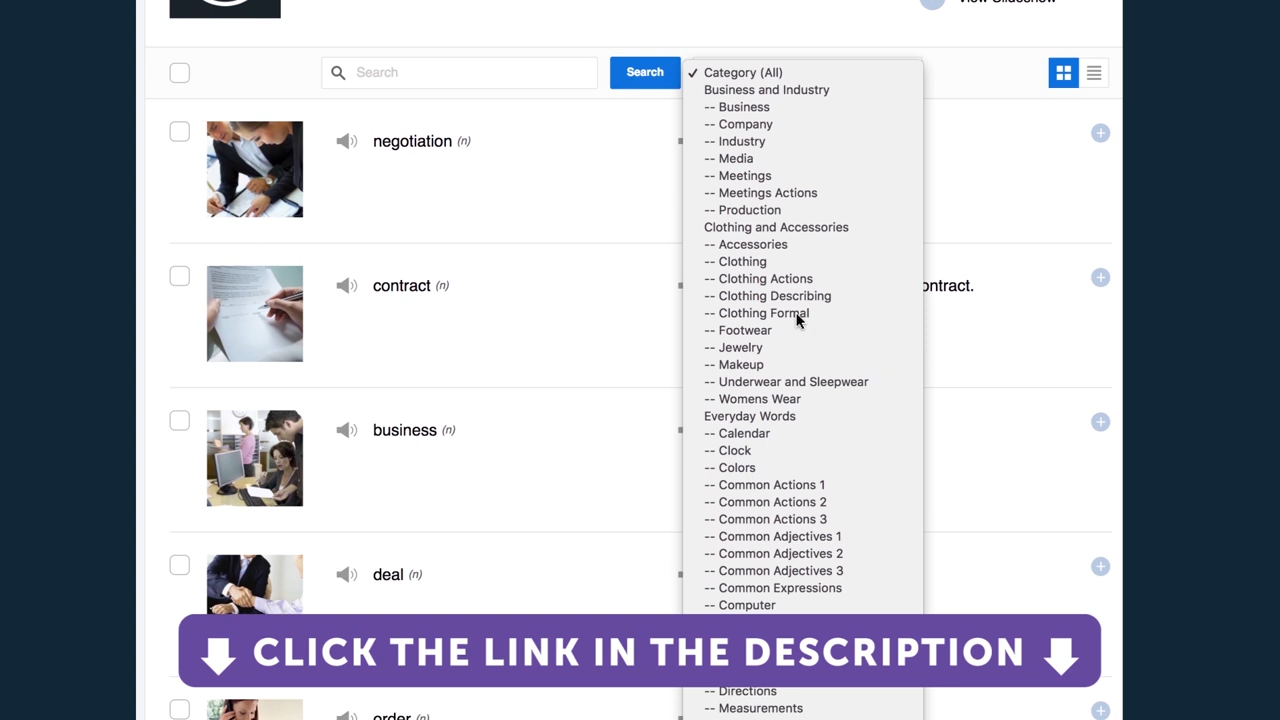 View Slideshow
Search
Search
✓ Category (All)
Business and Industry
-- Business
-- Company
-- Industry
-- Media
-- Meetings
-- Meetings Actions
-- Production
Clothing and Accessories
-- Accessories
-- Clothing
-- Clothing Actions
-- Clothing Describing
-- Clothing Formal
-- Footwear
-- Jewelry
-- Makeup
-- Underwear and Sleepwear
-- Womens Wear
Everyday Words
-- Calendar
-- Clock
-- Colors
-- Common Actions 1
-- Common Actions 2
-- Common Actions 3
-- Common Adjectives 1
-- Common Adjectives 2
-- Common Adjectives 3
-- Common Expressions
-- Computer
-- Directions
-- Measurements
negotiation (n)
contract (n)
ontract.
business (n)
deal (n)
order (n)
CLICK THE LINK IN THE DESCRIPTION